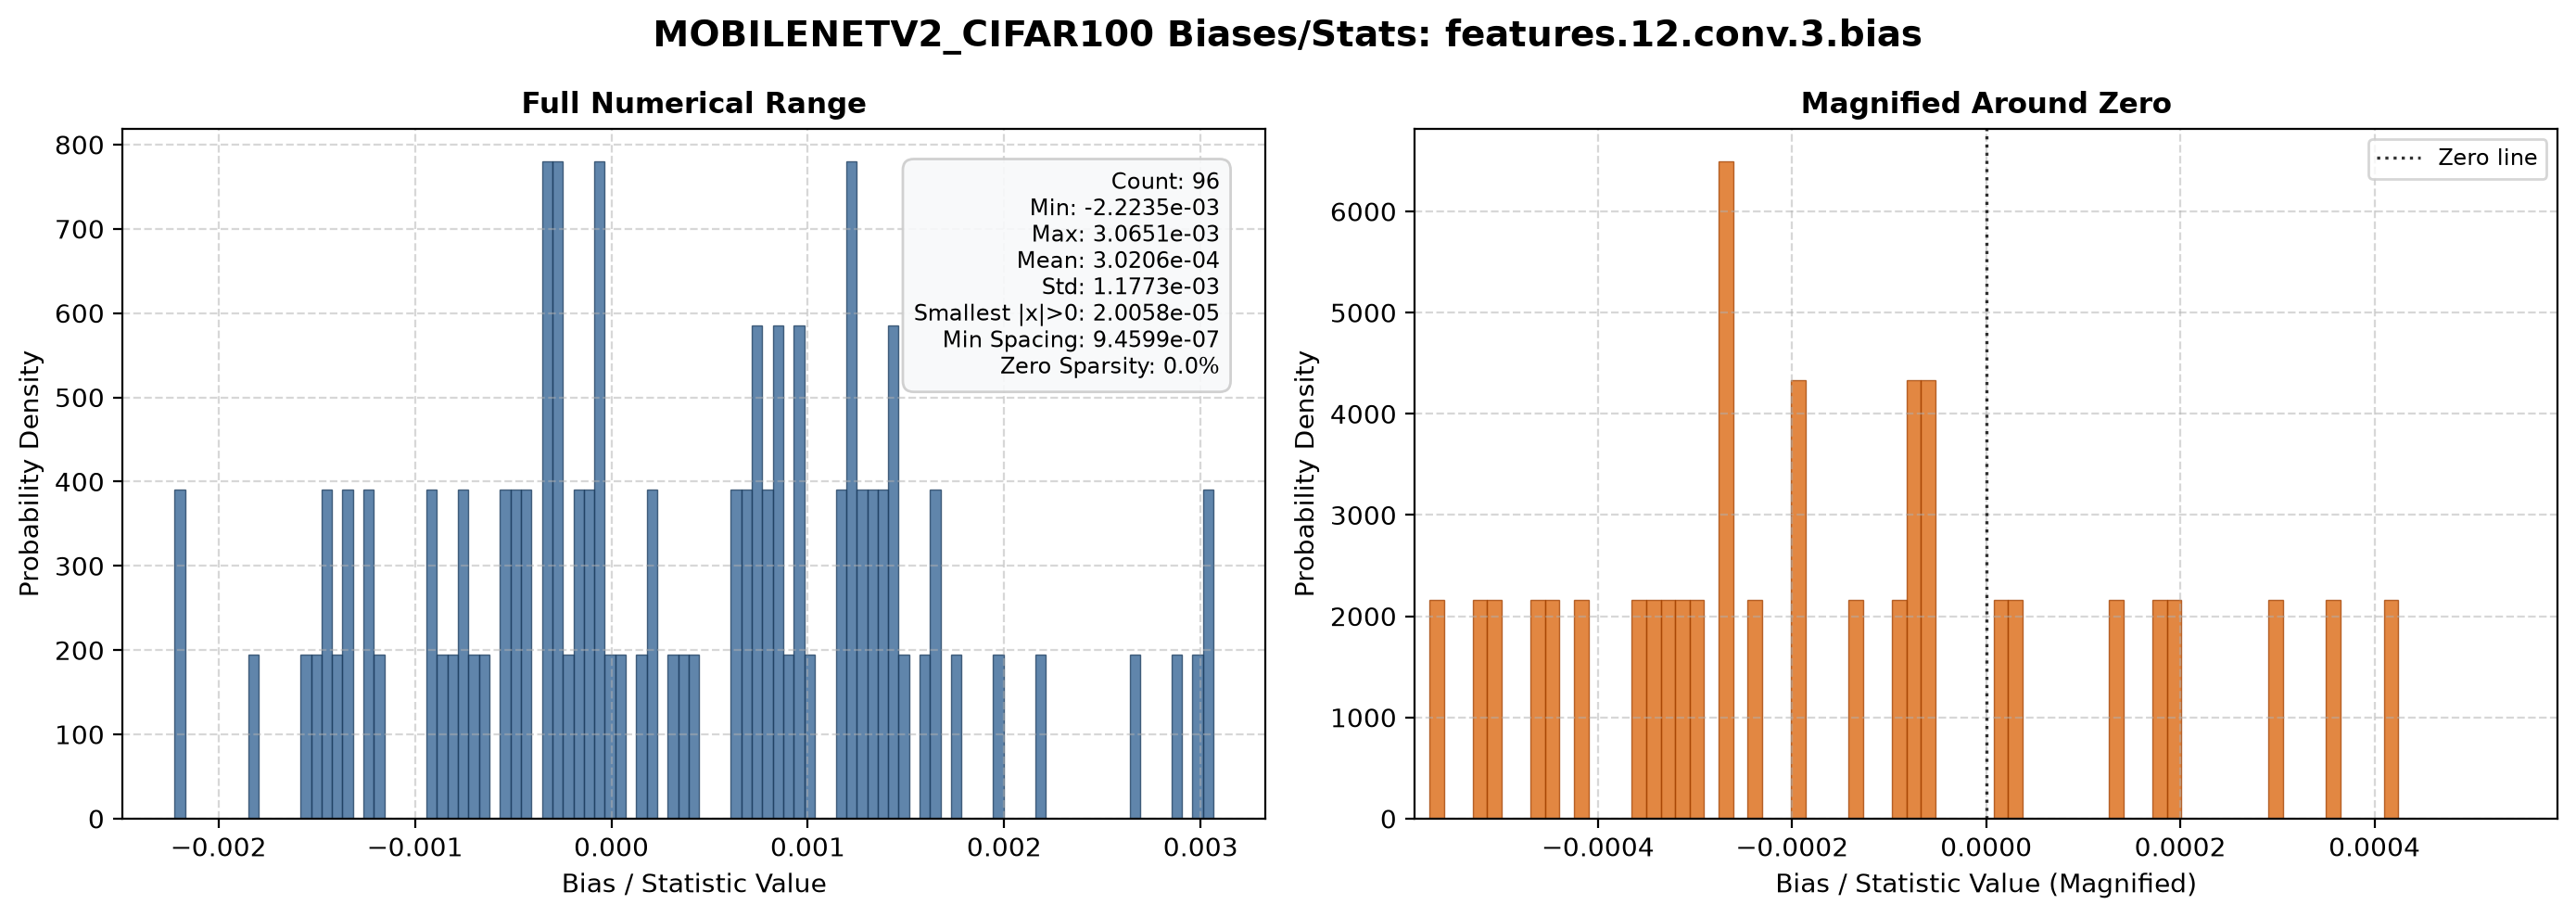 MOBILENETV2_CIFAR100 Biases/Stats: features.12.conv.3.bias
Full Numerical Range
Probability Density
800
700
600
500
400
300
200
100
0
Count: 96
Min: -2.2235e-03
Max: 3.0651e-03
Mean: 3.0206e-04
Std: 1.1773e-03
Smallest |x|>0: 2.0058e-05
Min Spacing: 9.4599e-07
Zero Sparsity: 0.0%
−0.002 −0.001 0.000 0.001 0.002 0.003
Bias / Statistic Value
Magnified Around Zero
Probability Density
6000
5000
4000
3000
2000
1000
0
Zero line
−0.0004 −0.0002 0.0000 0.0002 0.0004
Bias / Statistic Value (Magnified)